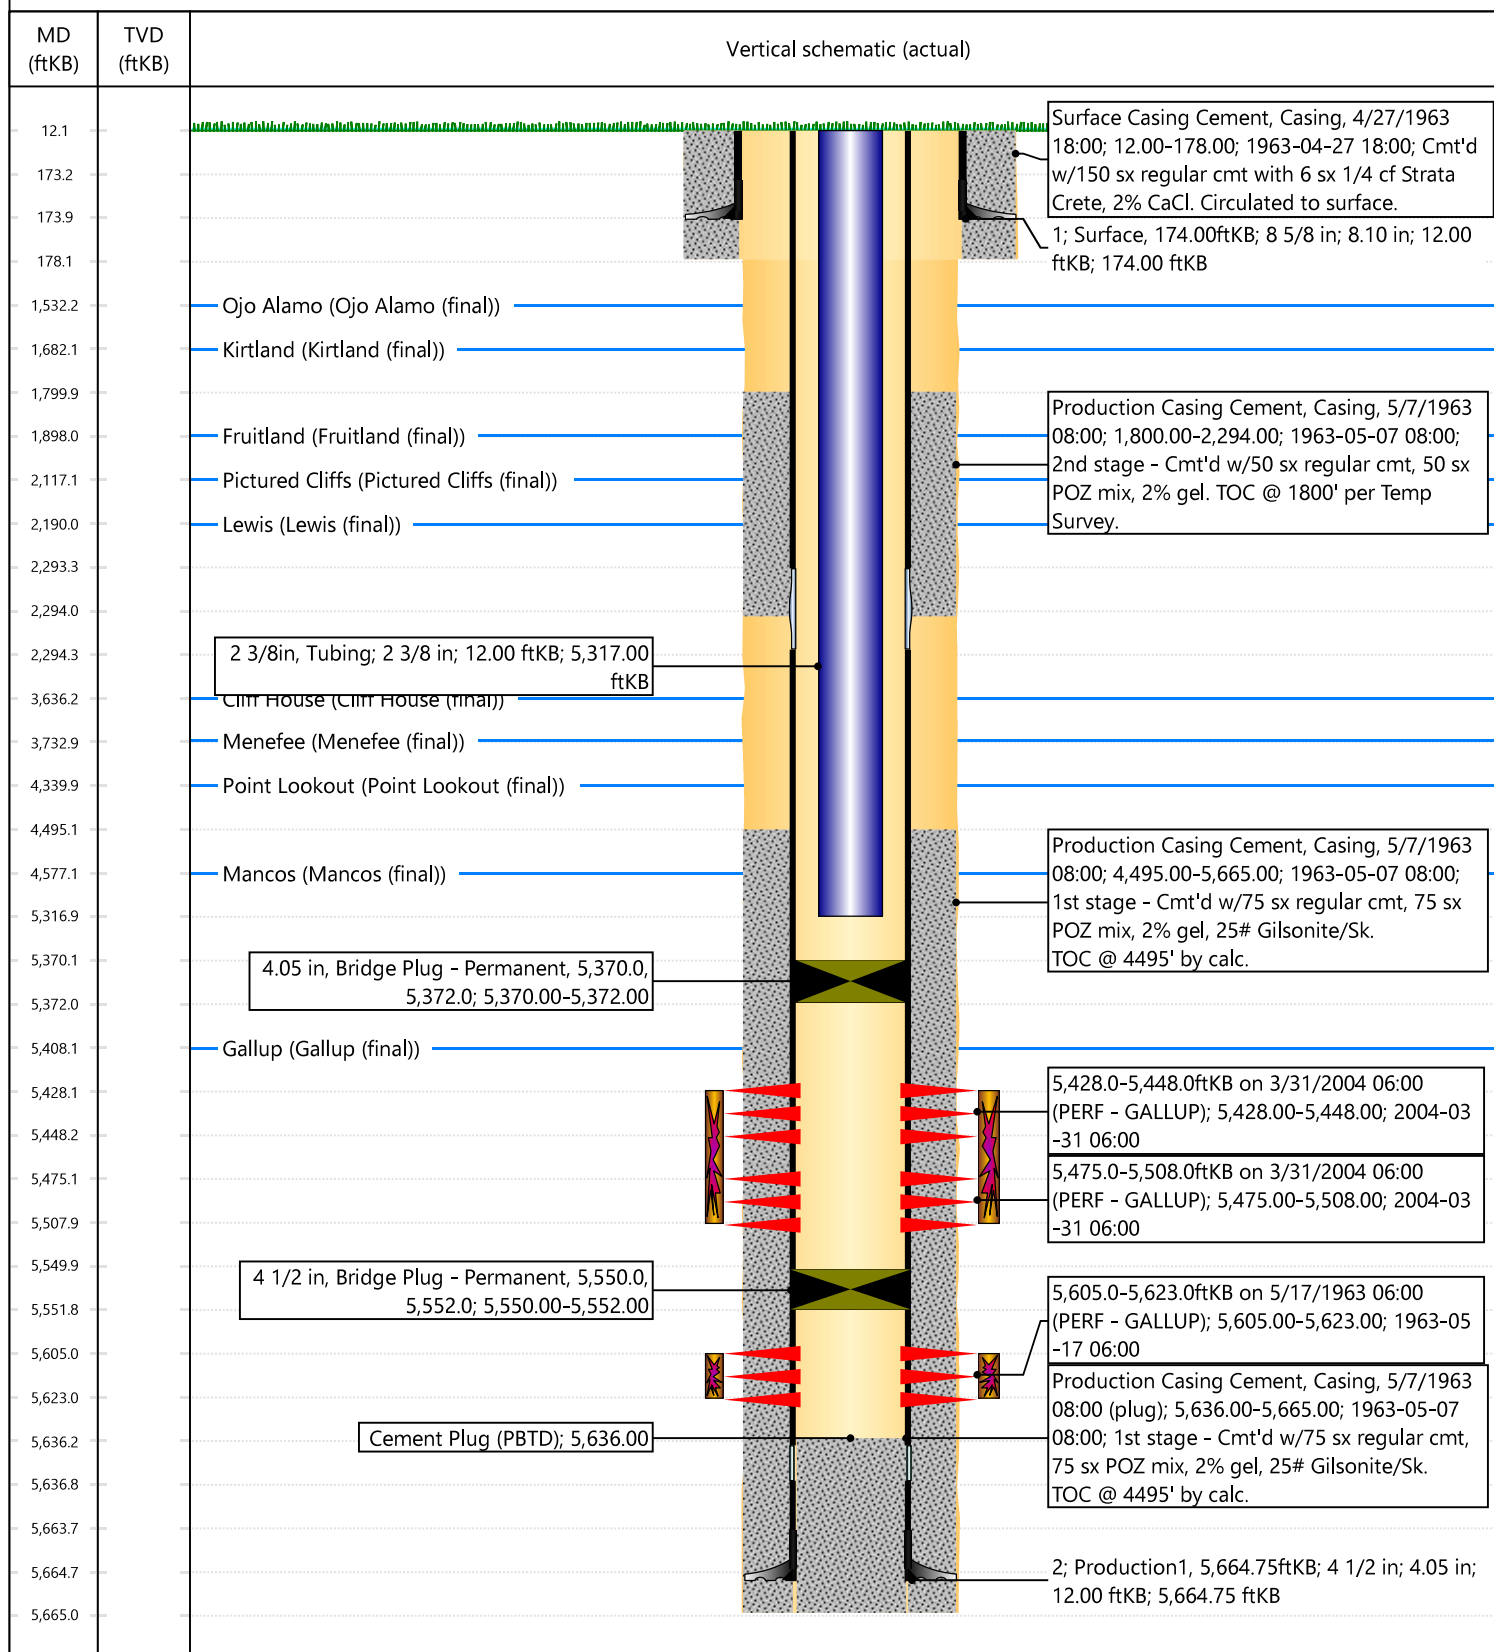 MD
(ftKB)
TVD
(ftKB)
Vertical schematic (actual)
12.1
173.2
173.9
178.1
1,532.2
1,682.1
1,799.9
1,898.0
2,117.1
2,190.0
2,293.3
2,294.0
2,294.3
3,636.2
3,732.9
4,339.9
4,495.1
4,577.1
5,316.9
5,370.1
5,372.0
5,408.1
5,428.1
5,448.2
5,475.1
5,507.9
5,549.9
5,551.8
5,605.0
5,623.0
5,636.2
5,636.8
5,663.7
5,664.7
5,665.0
Ojo Alamo (Ojo Alamo (final))
Kirtland (Kirtland (final))
Fruitland (Fruitland (final))
Pictured Cliffs (Pictured Cliffs (final))
Lewis (Lewis (final))
2 3/8in, Tubing; 2 3/8 in; 12.00 ftKB; 5,317.00
ftKB
Cliff House (Cliff House (final))
Menefee (Menefee (final))
Point Lookout (Point Lookout (final))
Mancos (Mancos (final))
4.05 in, Bridge Plug - Permanent, 5,370.0,
5,372.0; 5,370.00-5,372.00
Gallup (Gallup (final))
4 1/2 in, Bridge Plug - Permanent, 5,550.0,
5,552.0; 5,550.00-5,552.00
Cement Plug (PBTD); 5,636.00
Surface Casing Cement, Casing, 4/27/1963
18:00; 12.00-178.00; 1963-04-27 18:00; Cmt'd
w/150 sx regular cmt with 6 sx 1/4 cf Strata
Crete, 2% CaCl. Circulated to surface.
1; Surface, 174.00ftKB; 8 5/8 in; 8.10 in; 12.00
ftKB; 174.00 ftKB
Production Casing Cement, Casing, 5/7/1963
08:00; 1,800.00-2,294.00; 1963-05-07 08:00;
2nd stage - Cmt'd w/50 sx regular cmt, 50 sx
POZ mix, 2% gel. TOC @ 1800' per Temp
Survey.
Production Casing Cement, Casing, 5/7/1963
08:00; 4,495.00-5,665.00; 1963-05-07 08:00;
1st stage - Cmt'd w/75 sx regular cmt, 75 sx
POZ mix, 2% gel, 25# Gilsonite/Sk.
TOC @ 4495' by calc.
5,428.0-5,448.0ftKB on 3/31/2004 06:00
(PERF - GALLUP); 5,428.00-5,448.00; 2004-03
-31 06:00
5,475.0-5,508.0ftKB on 3/31/2004 06:00
(PERF - GALLUP); 5,475.00-5,508.00; 2004-03
-31 06:00
5,605.0-5,623.0ftKB on 5/17/1963 06:00
(PERF - GALLUP); 5,605.00-5,623.00; 1963-05
-17 06:00
Production Casing Cement, Casing, 5/7/1963
08:00 (plug); 5,636.00-5,665.00; 1963-05-07
08:00; 1st stage - Cmt'd w/75 sx regular cmt,
75 sx POZ mix, 2% gel, 25# Gilsonite/Sk.
TOC @ 4495' by calc.
2; Production1, 5,664.75ftKB; 4 1/2 in; 4.05 in;
12.00 ftKB; 5,664.75 ftKB